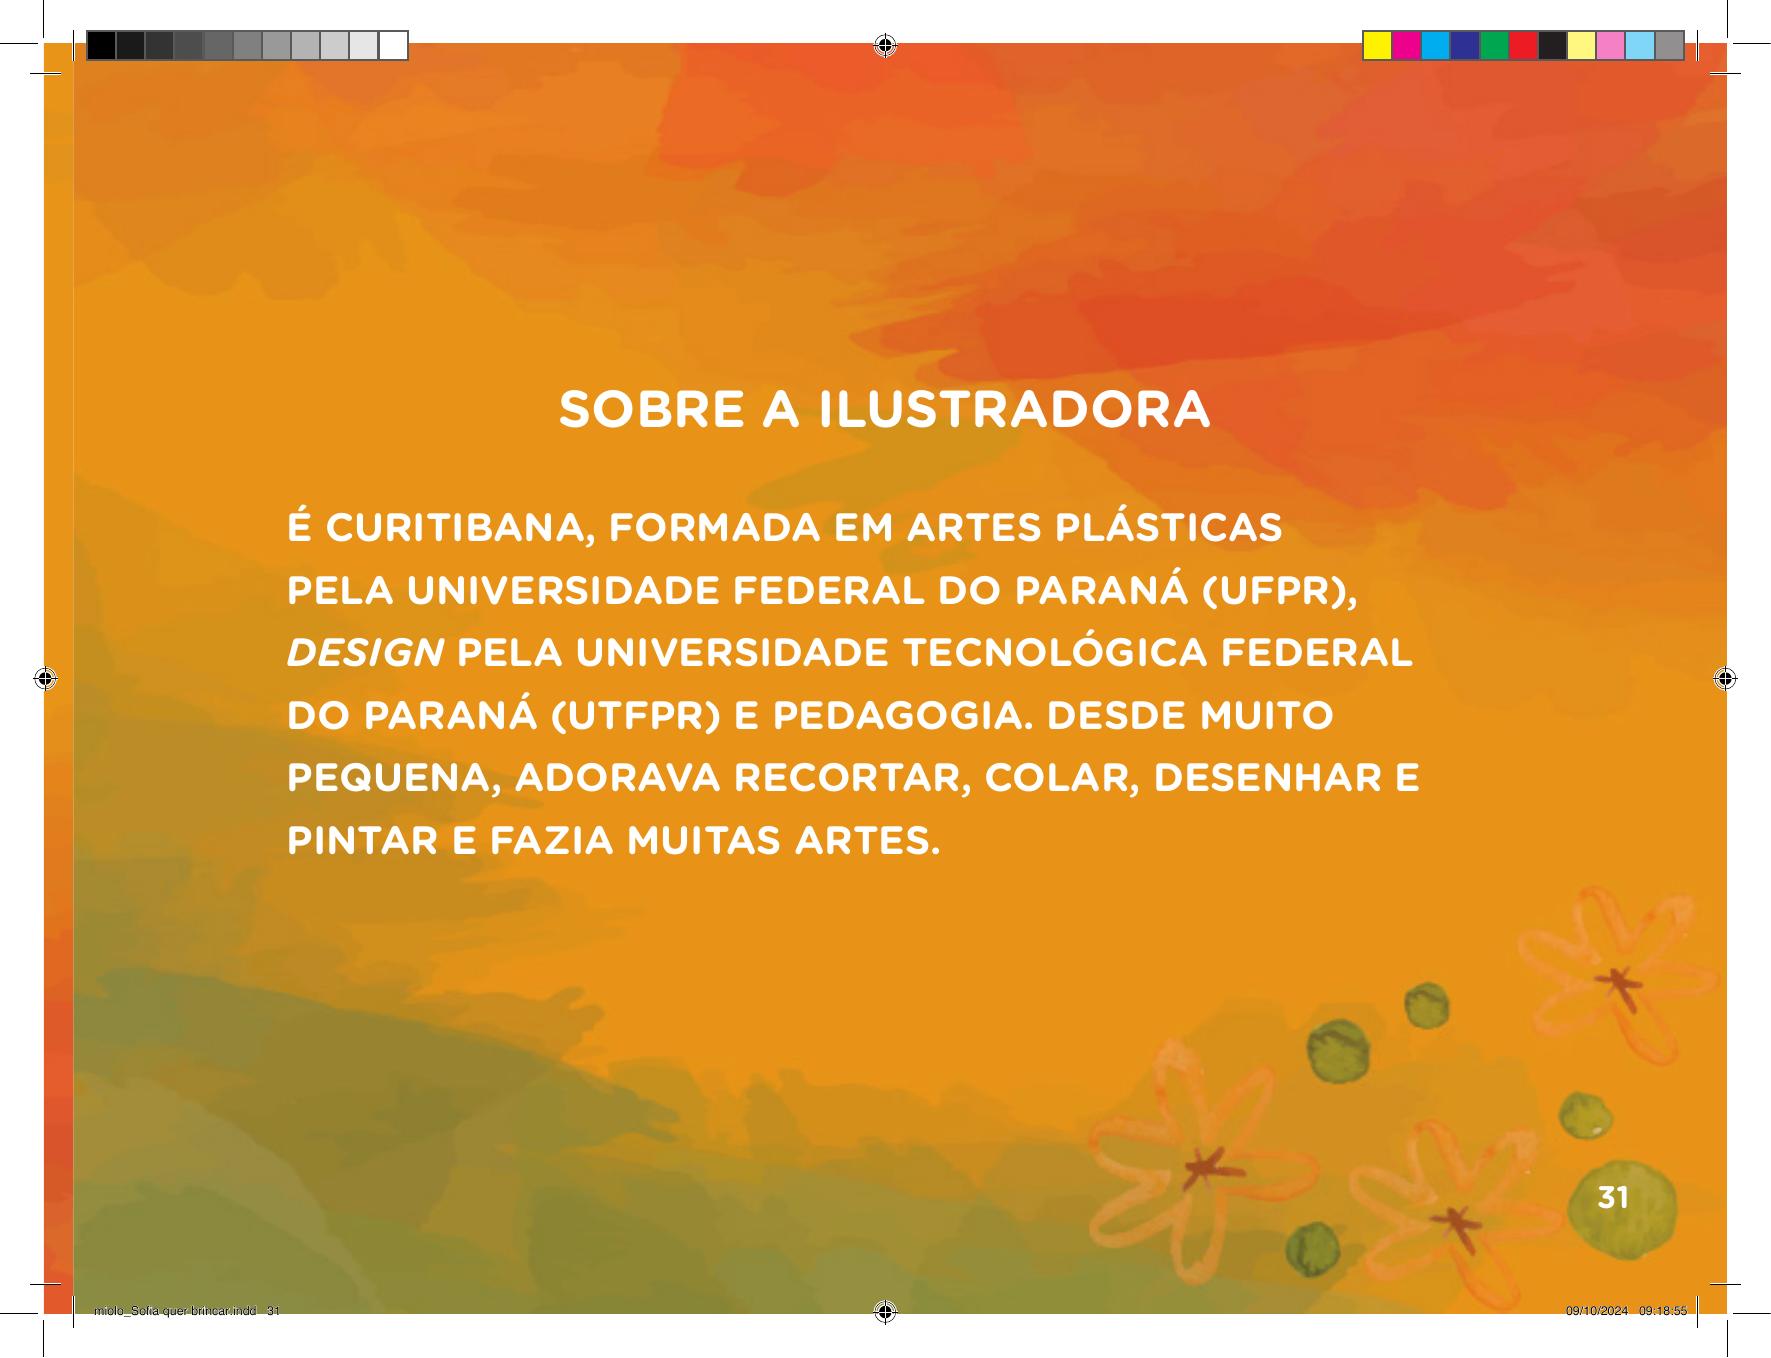 SOBRE A ILUSTRADORA
É CURITIBANA, FORMADA EM ARTES PLÁSTICAS
PELA UNIVERSIDADE FEDERAL DO PARANÁ (UFPR),
DESIGN PELA UNIVERSIDADE TECNOLÓGICA FEDERAL
DO PARANÁ (UTFPR) E PEDAGOGIA. DESDE MUITO
PEQUENA, ADORAVA RECORTAR, COLAR, DESENHAR E
PINTAR E FAZIA MUITAS ARTES.
31
miolo_Sofia quer brincar.indd 31
09/10/2024 09:18:55